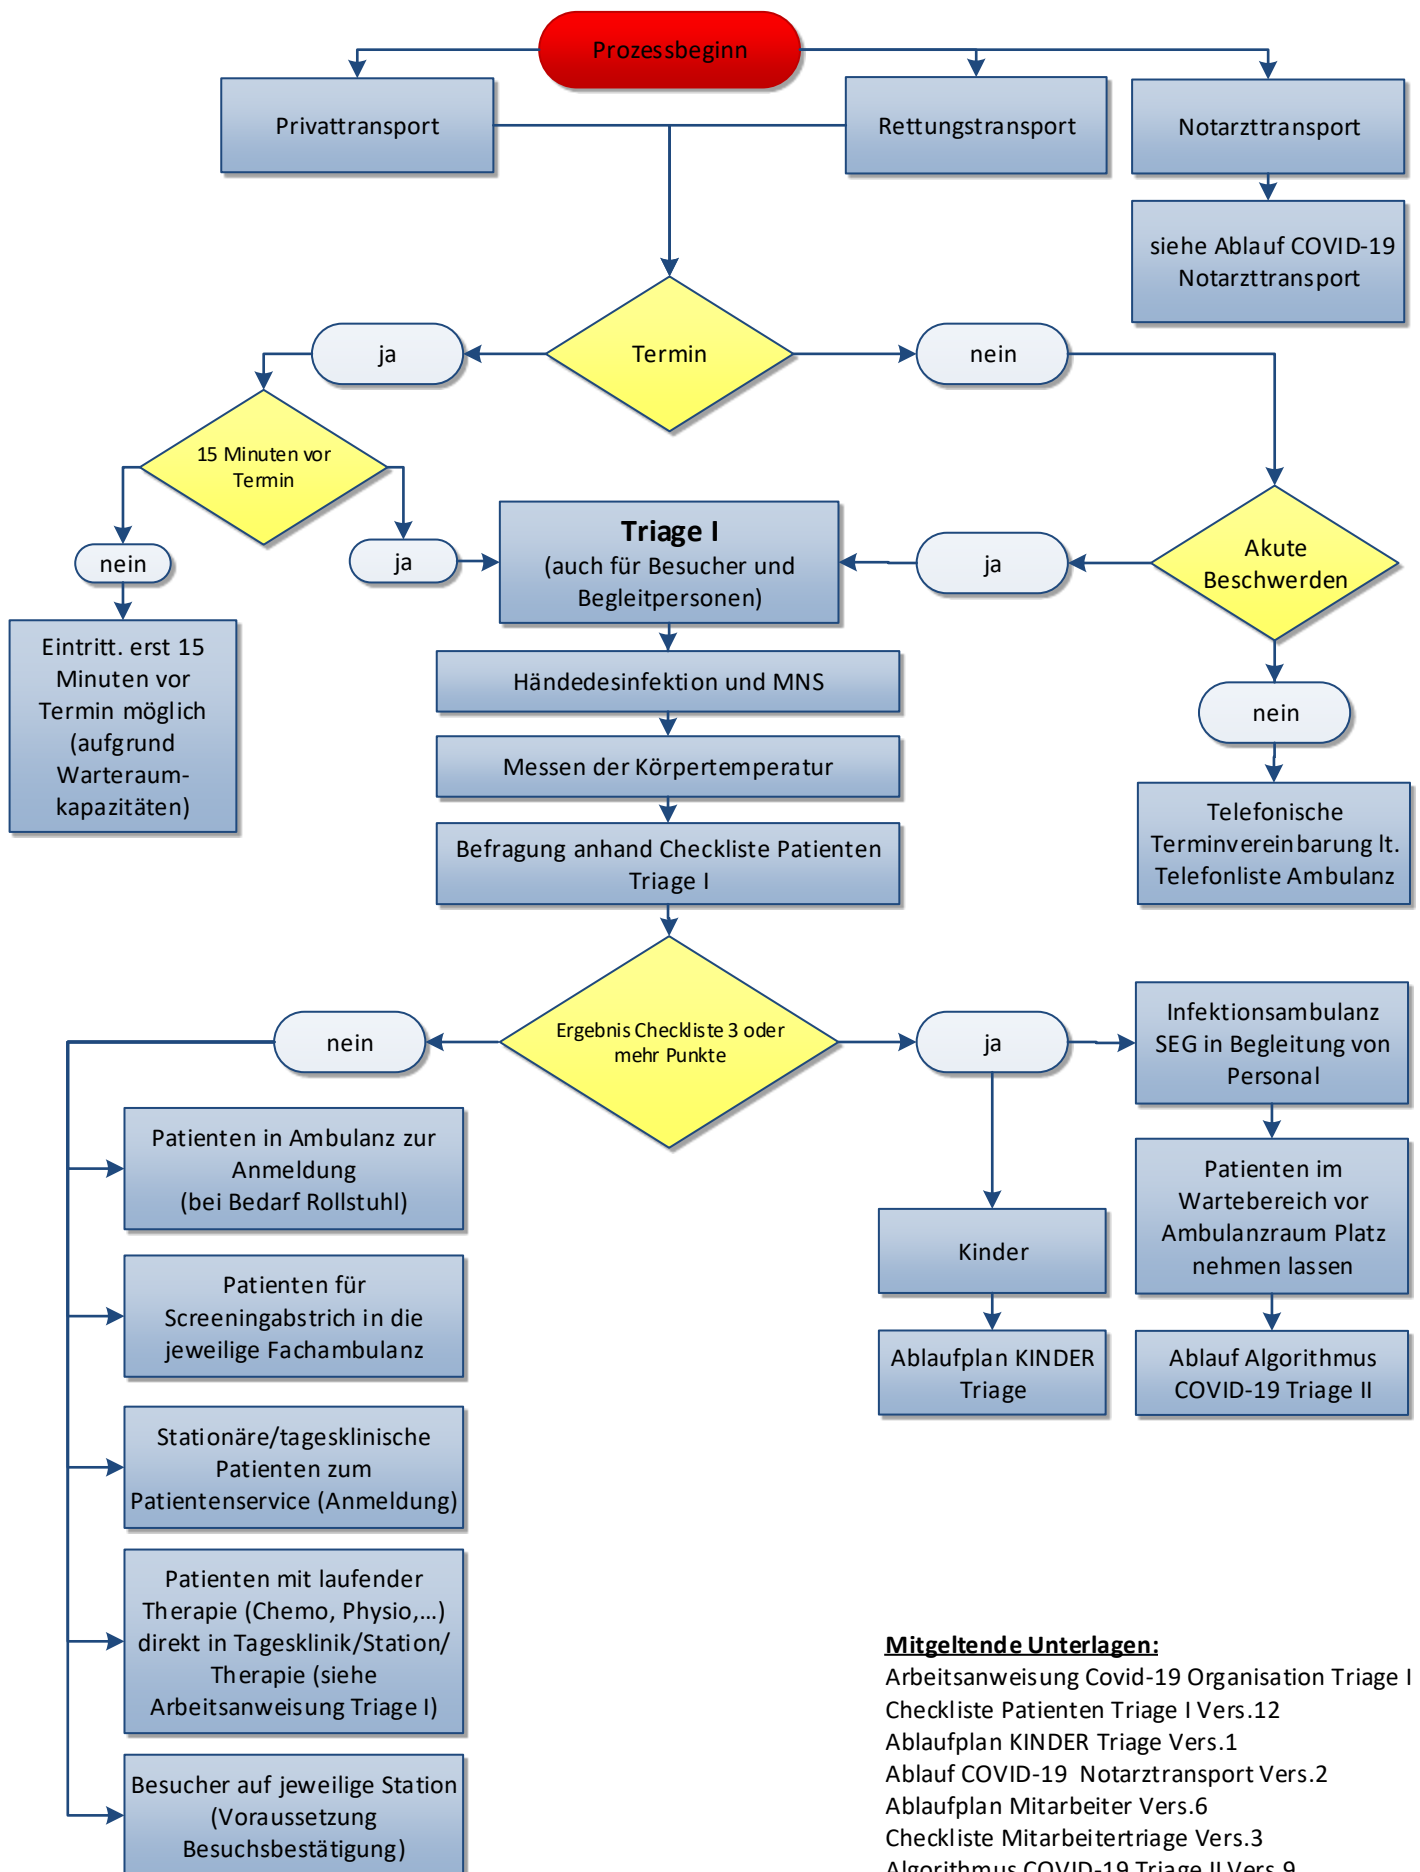 Prozessbeginn
Privattransport
Rettungstransport
Notarzttransport
siehe Ablauf COVID-19
Notarzttransport
Termin
ja
nein
15 Minuten vor
Termin
nein
ja
Triage I
(auch für Besucher und
Begleitpersonen)
ja
Akute
Beschwerden
Eintritt. erst 15
Minuten vor
Termin möglich
(aufgrund
Warteraum-
kapazitäten)
Händedesinfektion und MNS
Messen der Körpertemperatur
Befragung anhand Checkliste Patienten
Triage I
nein
Telefonische
Terminvereinbarung lt.
Telefonliste Ambulanz
Ergebnis Checkliste 3 oder
mehr Punkte
nein
ja
Infektionsambulanz
SEG in Begleitung von
Personal
Patienten in Ambulanz zur
Anmeldung
(bei Bedarf Rollstuhl)
Patienten im
Wartebereich vor
Ambulanzraum Platz
nehmen lassen
Kinder
Patienten für
Screeningabstrich in die
jeweilige Fachambulanz
Ablaufplan KINDER
Triage
Ablauf Algorithmus
COVID-19 Triage II
Stationäre/tagesklinische
Patienten zum
Patientenservice (Anmeldung)
Patienten mit laufender
Therapie (Chemo, Physio,...)
direkt in Tagesklinik/Station/
Therapie (siehe
Arbeitsanweisung Triage I)
Besucher auf jeweilige Station
(Voraussetzung
Besuchsbestätigung)
Mitgeltende Unterlagen:
Arbeitsanweisung Covid-19 Organisation Triage I
Checkliste Patienten Triage I Vers.12
Ablaufplan KINDER Triage Vers.1
Ablauf COVID-19 Notarztransport Vers.2
Ablaufplan Mitarbeiter Vers.6
Checkliste Mitarbeitertriage Vers.3
Algorithmus COVID-19 Triage II Vers.9